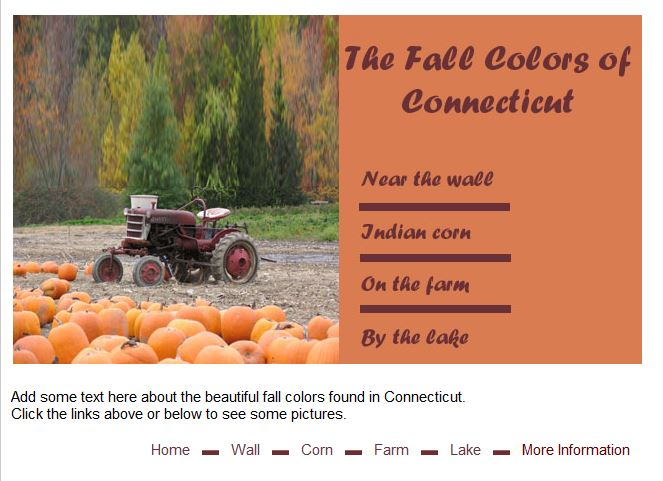 The Fall Colors of
Connecticut
Near the wall
Indian corn
On the farm
By the lake
Add some text here about the beautiful fall colors found in Connecticut.
Click the links above or below to see some pictures.
Home Wall Corn Farm Lake More Information